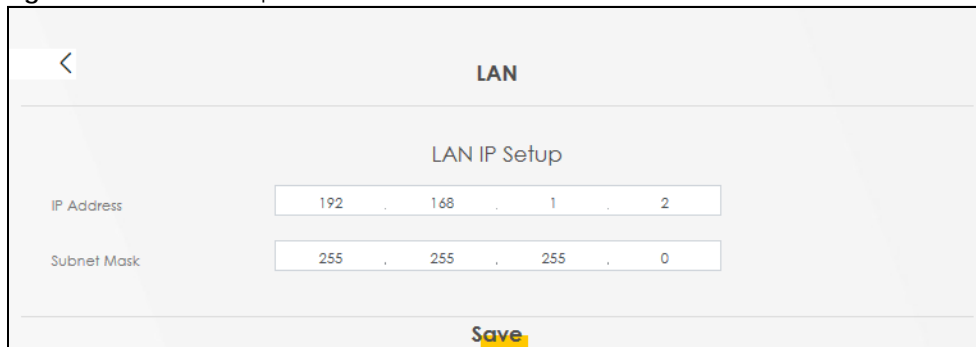 LAN
LAN IP Setup
IP Address 192 . 168 . 1 . 2
Subnet Mask 255 . 255 . 255 . 0
Save